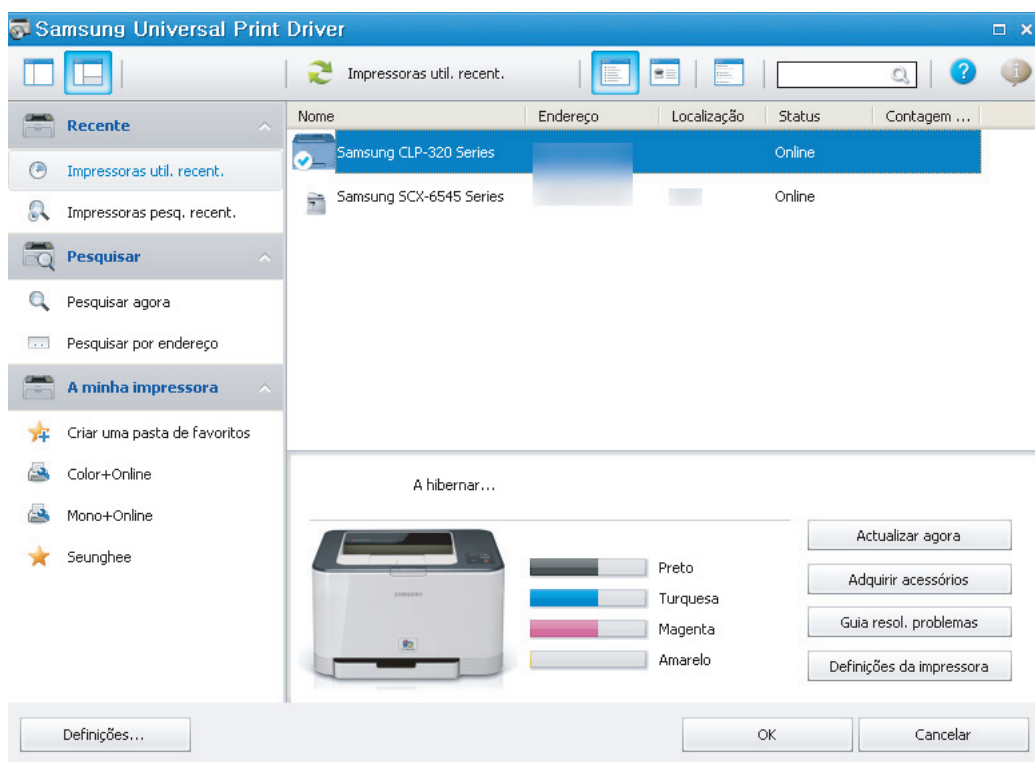 Samsung Universal Print Driver
Impressoras util. recent.
Recente
Impressoras util. recent.
Impressoras pesq. recent.
Pesquisar
Pesquisar agora
Pesquisar por endereço
A minha impressora
Criar uma pasta de favoritos
Color+Online
Mono+Online
Seunghee
Nome Endereço Localização Status Contagem ...
Samsung CLP-320 Series Online
Samsung SCX-6545 Series Online
A hibernar...
SAMSUNG
Preto
Turquesa
Magenta
Amarelo
Actualizar agora
Adquirir acessórios
Guia resol. problemas
Definições da impressora
Definições...
OK
Cancelar